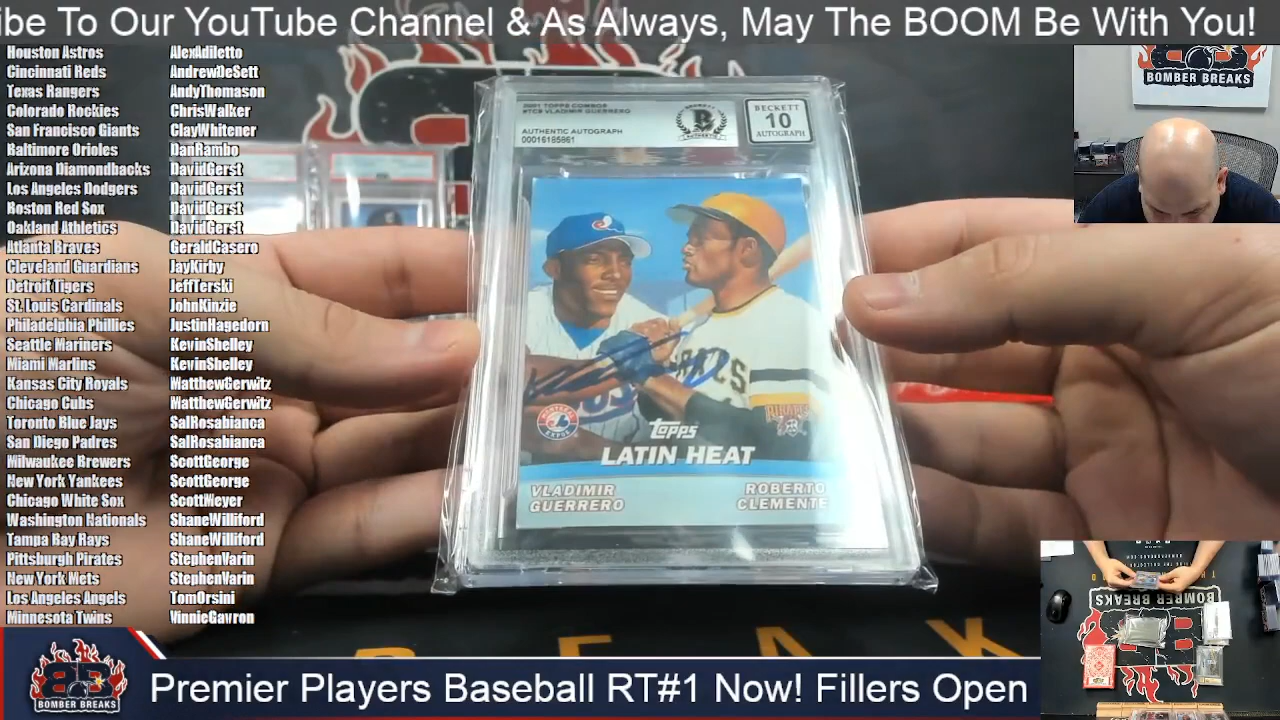 ibe To Our YouTube Channel & As Always, May The BOOM Be With You!
Houston Astros AlexAdiletto
Cincinnati Reds AndrewDeSett
Texas Rangers AndyThomason
Colorado Rockies ChrisWalker
San Francisco Giants ClayWhitener
Baltimore Orioles DanRambo
Arizona Diamondbacks DavidGerst
Los Angeles Dodgers DavidGerst
Boston Red Sox DavidGerst
Oakland Athletics DavidGerst
Atlanta Braves GeraldCasero
Cleveland Guardians JayKirby
Detroit Tigers JeffTerski
St. Louis Cardinals JohnKinzie
Philadelphia Phillies JustinHagedorn
Seattle Mariners KevinShelley
Miami Marlins KevinShelley
Kansas City Royals MatthewGerwitz
Chicago Cubs MatthewGerwitz
Toronto Blue Jays SalRosabianca
San Diego Padres SalRosabianca
Milwaukee Brewers ScottGeorge
New York Yankees ScottGeorge
Chicago White Sox ScottMeyer
Washington Nationals ShaneWilliford
Tampa Bay Rays ShaneWilliford
Pittsburgh Pirates StephenVarin
New York Mets StephenVarin
Los Angeles Angels TomOrsini
Minnesota Twins VinnieGavron
2001 TOPPS COMBOS
#TC9 VLADIMIR GUERRERO
AUTHENTIC AUTOGRAPH
00016185861
BECKETT
10
AUTOGRAPH
TOPPS
LATIN HEAT
VLADIMIR GUERRERO
ROBERTO CLEMENTE
BOMBER BREAKS
BOMBER BREAKS
BOMBER BREAKS
Premier Players Baseball RT#1 Now! Fillers Open